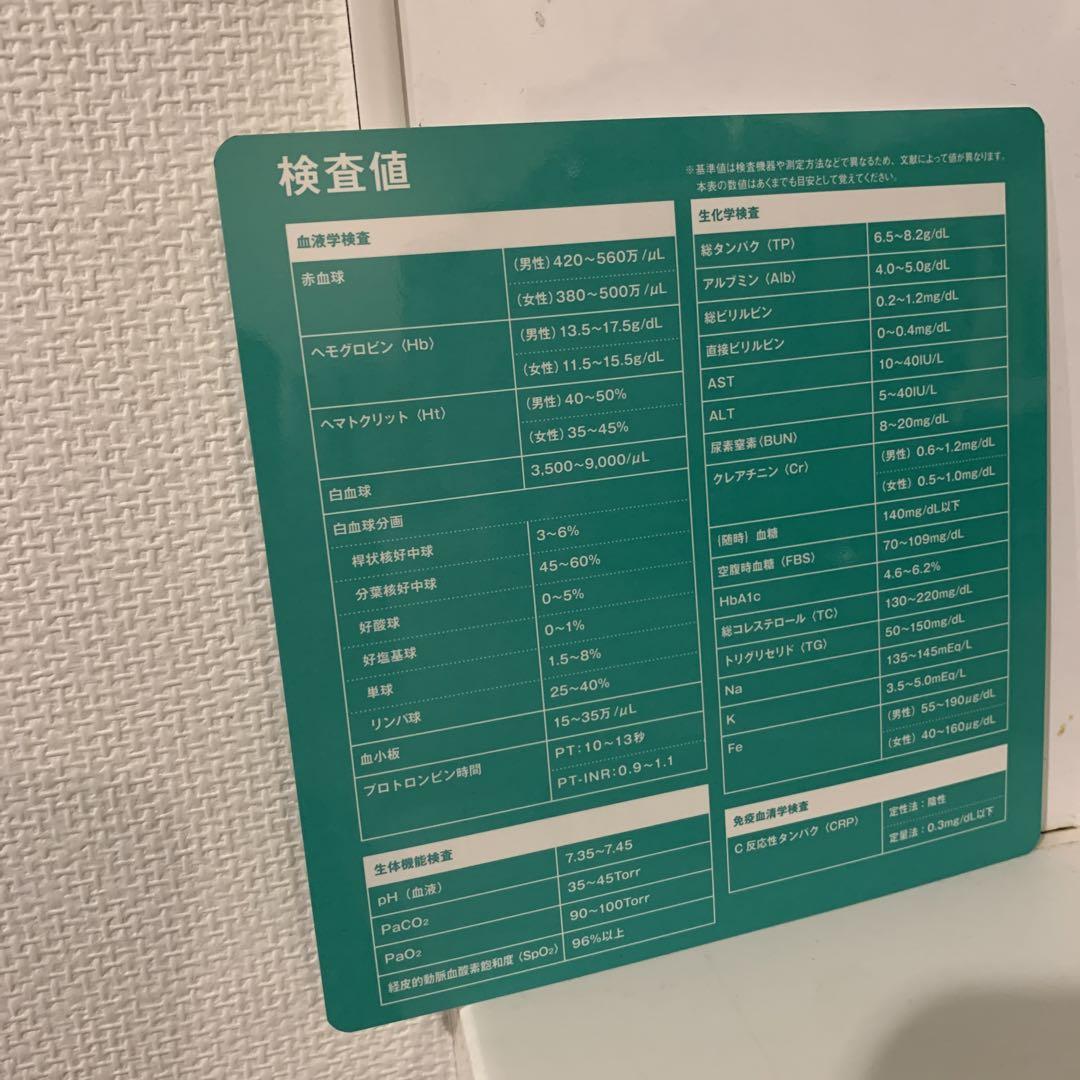 検査値
※基準値は検査機器や測定方法などで異なるため、文献によって値が異なります。
本表の数値はあくまでも目安として覚えてください。
血液学検査
赤血球 (男性) 420〜560万/μL
(女性) 380〜500万/μL
ヘモグロビン〈Hb〉 (男性) 13.5〜17.5g/dL
(女性) 11.5〜15.5g/dL
ヘマトクリット〈Ht〉 (男性) 40〜50%
(女性) 35〜45%
白血球 3,500〜9,000/μL
白血球分画
桿状核好中球 3〜6%
分葉核好中球 45〜60%
好酸球 0〜5%
好塩基球 0〜1%
単球 1.5〜8%
リンパ球 25〜40%
血小板 15〜35万/μL
プロトロンビン時間 PT:10〜13秒
PT-INR:0.9〜1.1
生体機能検査
pH（血液） 7.35〜7.45
PaCO₂ 35〜45Torr
PaO₂ 90〜100Torr
経皮的動脈血酸素飽和度〈SpO₂〉 96%以上
生化学検査
総タンパク〈TP〉 6.5〜8.2g/dL
アルブミン〈Alb〉 4.0〜5.0g/dL
総ビリルビン 0.2〜1.2mg/dL
直接ビリルビン 0〜0.4mg/dL
AST 10〜40IU/L
ALT 5〜40IU/L
尿素窒素〈BUN〉 8〜20mg/dL
クレアチニン〈Cr〉 (男性) 0.6〜1.2mg/dL
(女性) 0.5〜1.0mg/dL
{随時} 血糖 140mg/dL以下
空腹時血糖〈FBS〉 70〜109mg/dL
HbA1c 4.6〜6.2%
総コレステロール〈TC〉 130〜220mg/dL
トリグリセリド〈TG〉 50〜150mg/dL
Na 135〜145mEq/L
K 3.5〜5.0mEq/L
Fe (男性) 55〜190μg/dL
(女性) 40〜160μg/dL
免疫血清学検査
C反応性タンパク〈CRP〉 定性法：陰性
定量法：0.3mg/dL以下